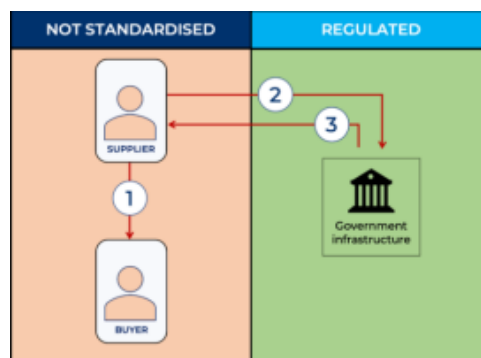 NOT STANDARDISED
REGULATED
2
3
SUPPLIER
1
Government
infrastructure
BUYER